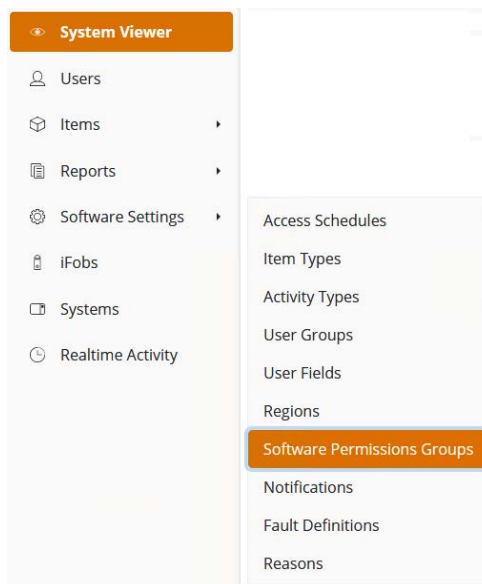 System Viewer
Users
Items
Reports
Software Settings
iFobs
Systems
Realtime Activity
Access Schedules
Item Types
Activity Types
User Groups
User Fields
Regions
Software Permissions Groups
Notifications
Fault Definitions
Reasons